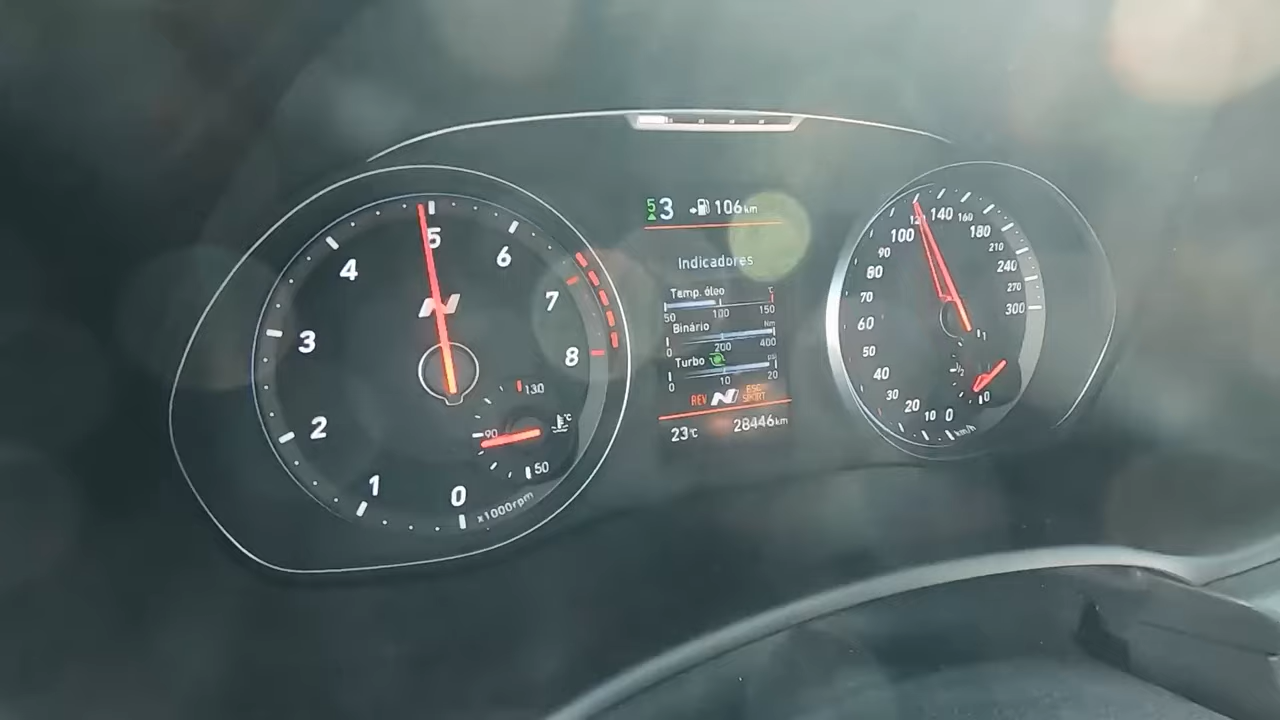 5 3 106km
Indicadores
Temp. óleo °C
50 100 150
Binário Nm
0 200 400
Turbo psi
0 10 20
REV N ESC SPORT
23°C 28446km
0 1 2 3 4 5 6 7 8
x1000rpm
130
90
50
°C
0 10 20 30 40 50 60 70 80 90 100 120 140 160 180 210 240 270 300
km/h
1
1/2
0